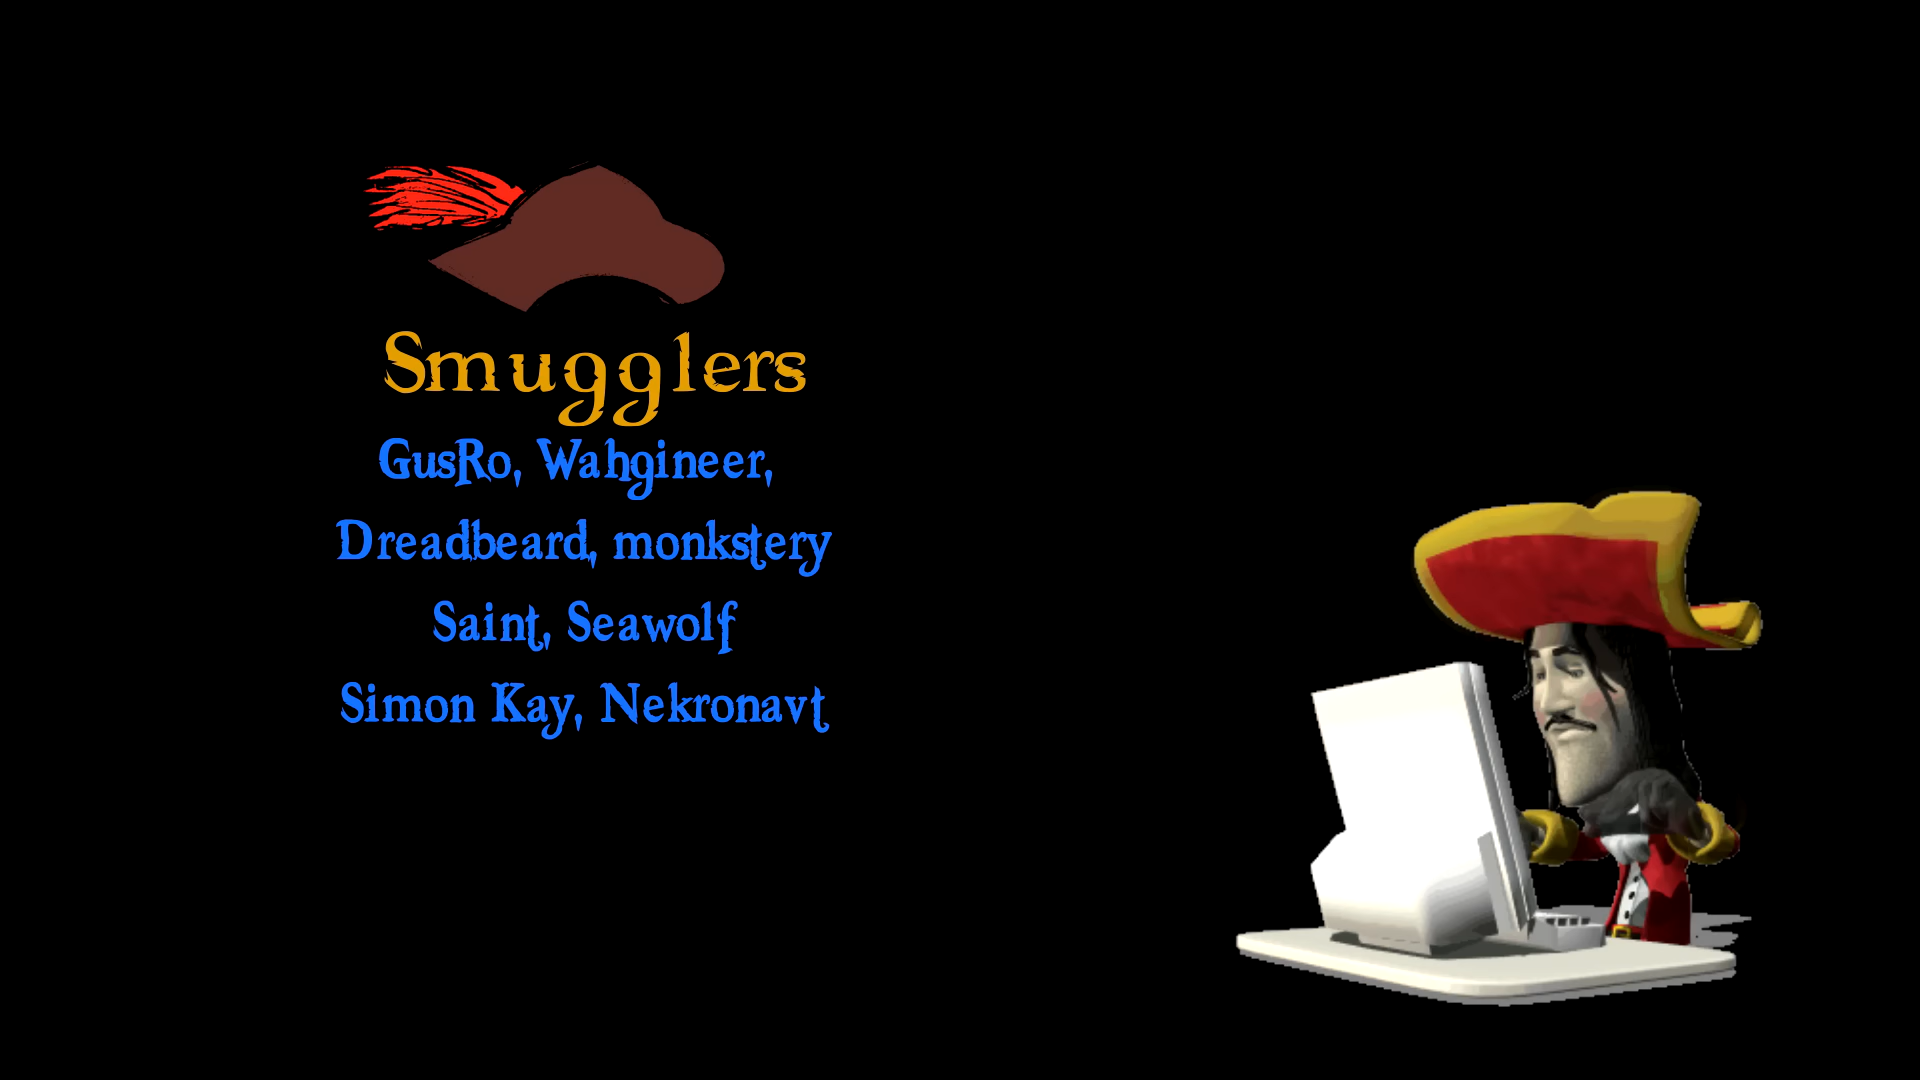 Smugglers
GusRo, Wahgineer,
Dreadbeard, monkstery
Saint, Seawolf
Simon Kay, Nekronavt